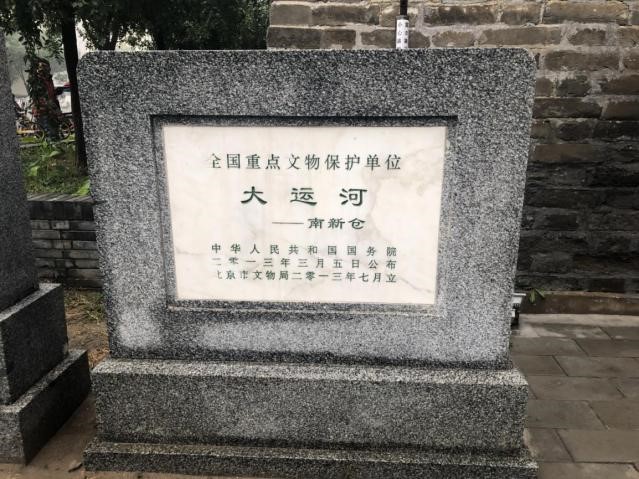 全国重点文物保护单位
大运河
——南新仓
中华人民共和国国务院
二零一三年三月五日公布
北京市文物局二零一三年七月立